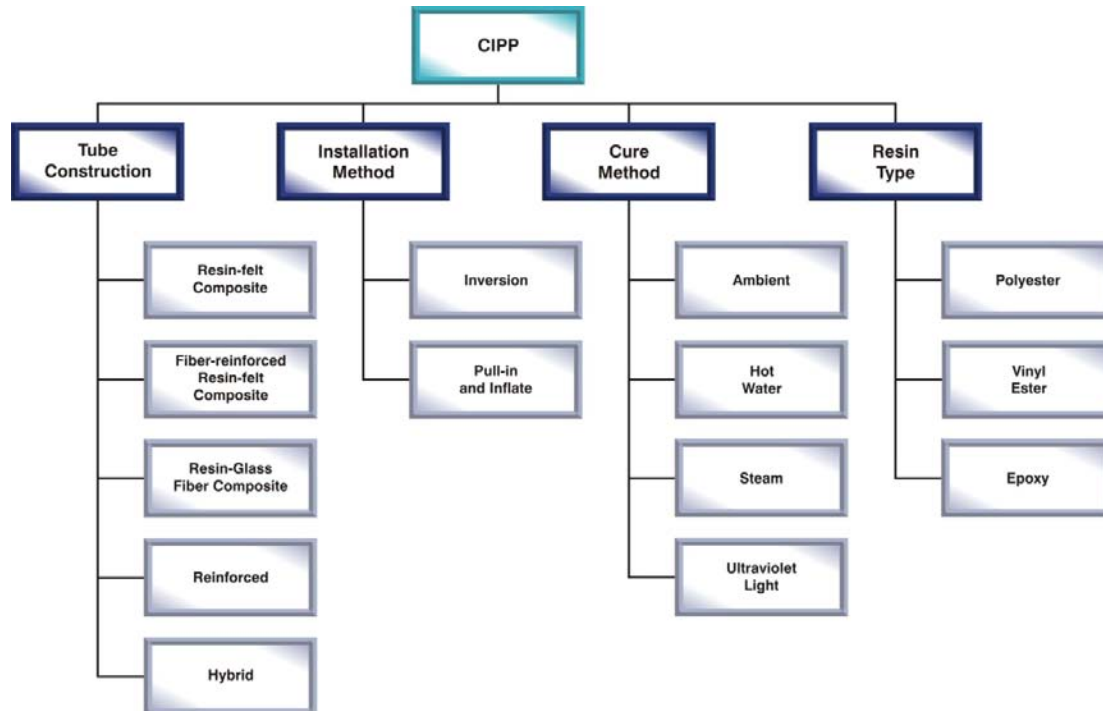 CIPP
Tube
Construction
Installation
Method
Cure
Method
Resin
Type
Resin-felt
Composite
Fiber-reinforced
Resin-felt
Composite
Resin-Glass
Fiber Composite
Reinforced
Hybrid
Inversion
Pull-in
and Inflate
Ambient
Hot
Water
Steam
Ultraviolet
Light
Polyester
Vinyl
Ester
Epoxy